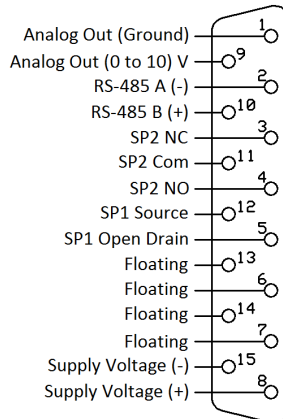 Analog Out (Ground) 1
Analog Out (0 to 10) V 9
RS-485 A (-) 2
RS-485 B (+) 10
SP2 NC 3
SP2 Com 11
SP2 NO 4
SP1 Source 12
SP1 Open Drain 5
Floating 13
Floating 6
Floating 14
Floating 7
Supply Voltage (-) 15
Supply Voltage (+) 8